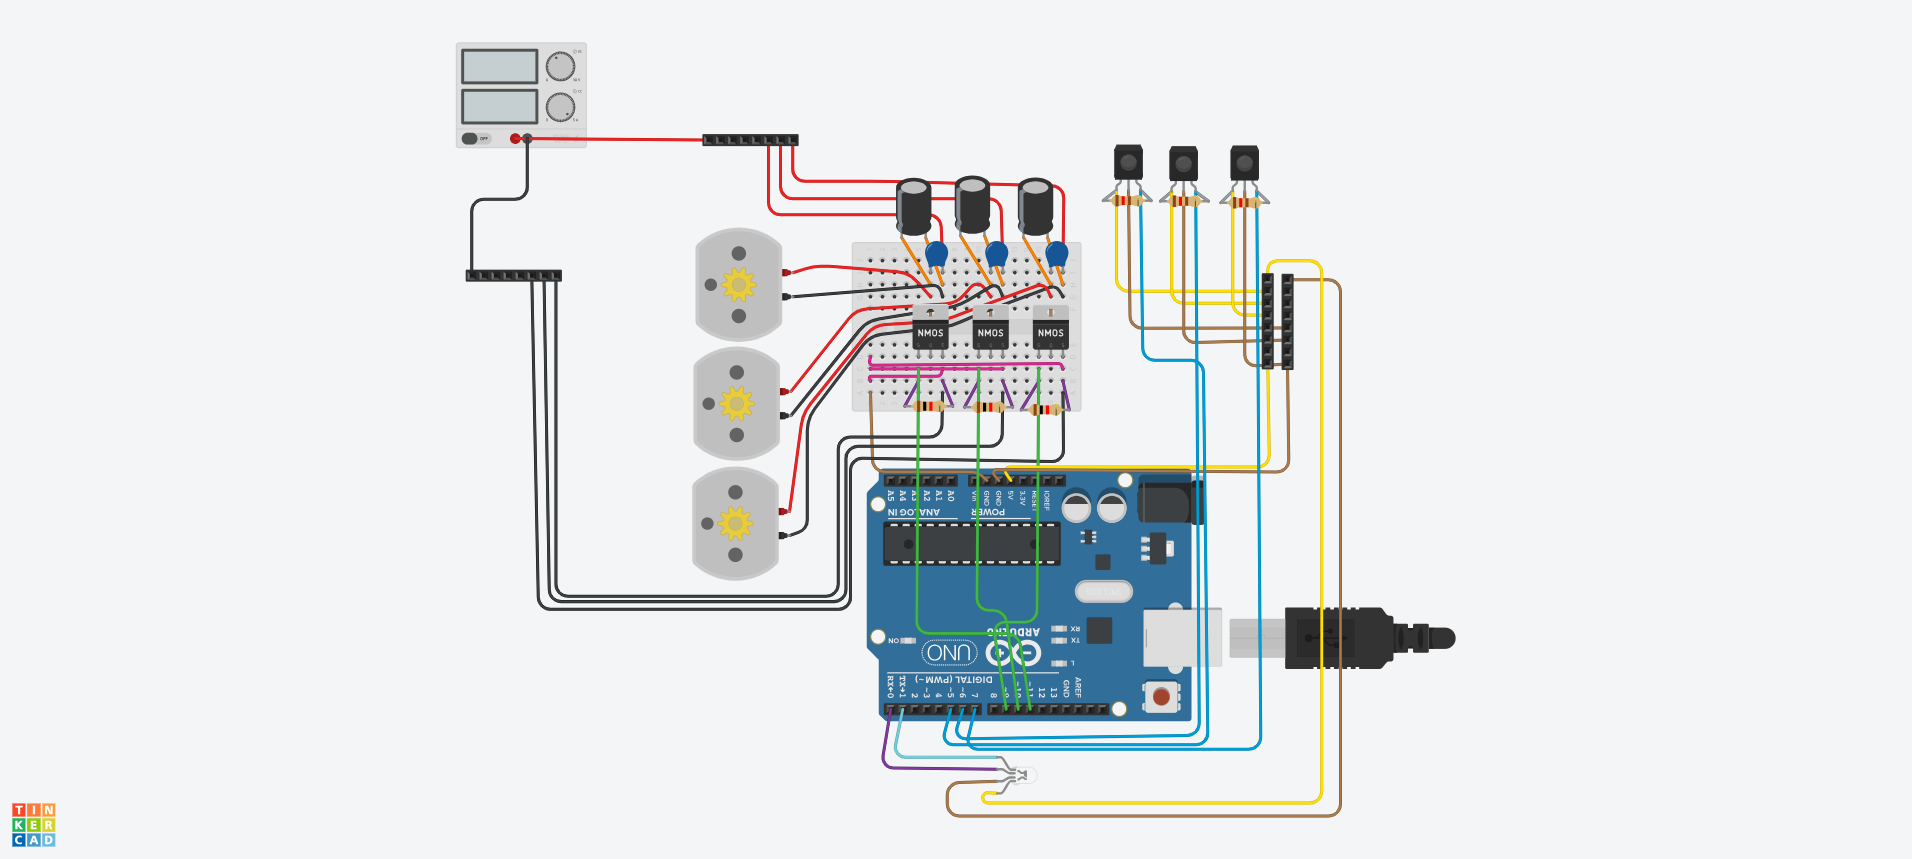 OFF
NMOS
NMOS
NMOS
A5
A4
A3
A2
A1
A0
Vin
GND
GND
5V
3.3V
RESET
IOREF
ANALOG IN
POWER
ARDUINO
UNO
ON
RX
TX
L
DIGITAL (PWM~)
RX←0
TX→1
2
~3
4
~5
~6
7
8
~9
~10
~11
12
13
GND
AREF
TIN
KER
CAD